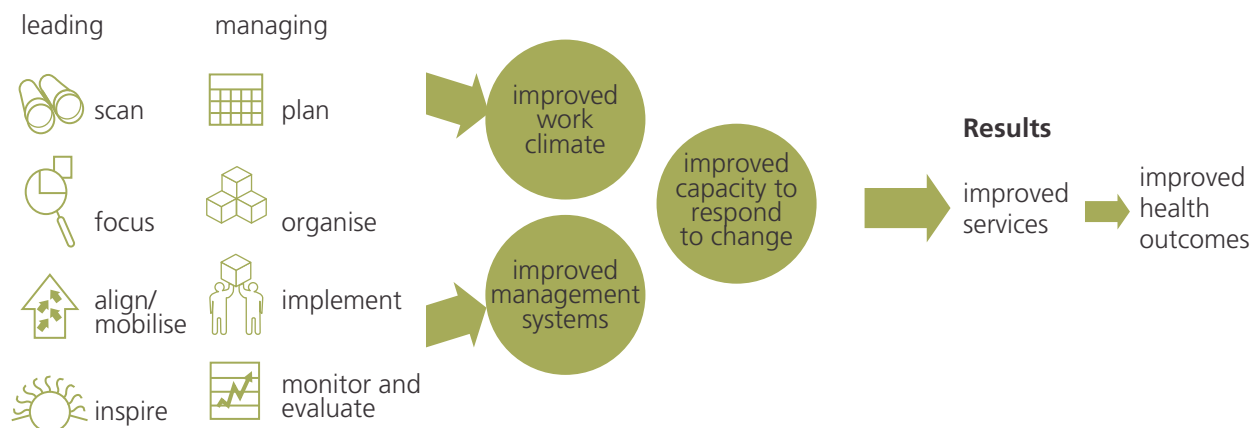 leading
managing
scan
plan
focus
organise
align/
mobilise
implement
inspire
monitor and
evaluate
improved
work
climate
improved
management
systems
improved
capacity to
respond
to change
Results
improved
services
improved
health
outcomes